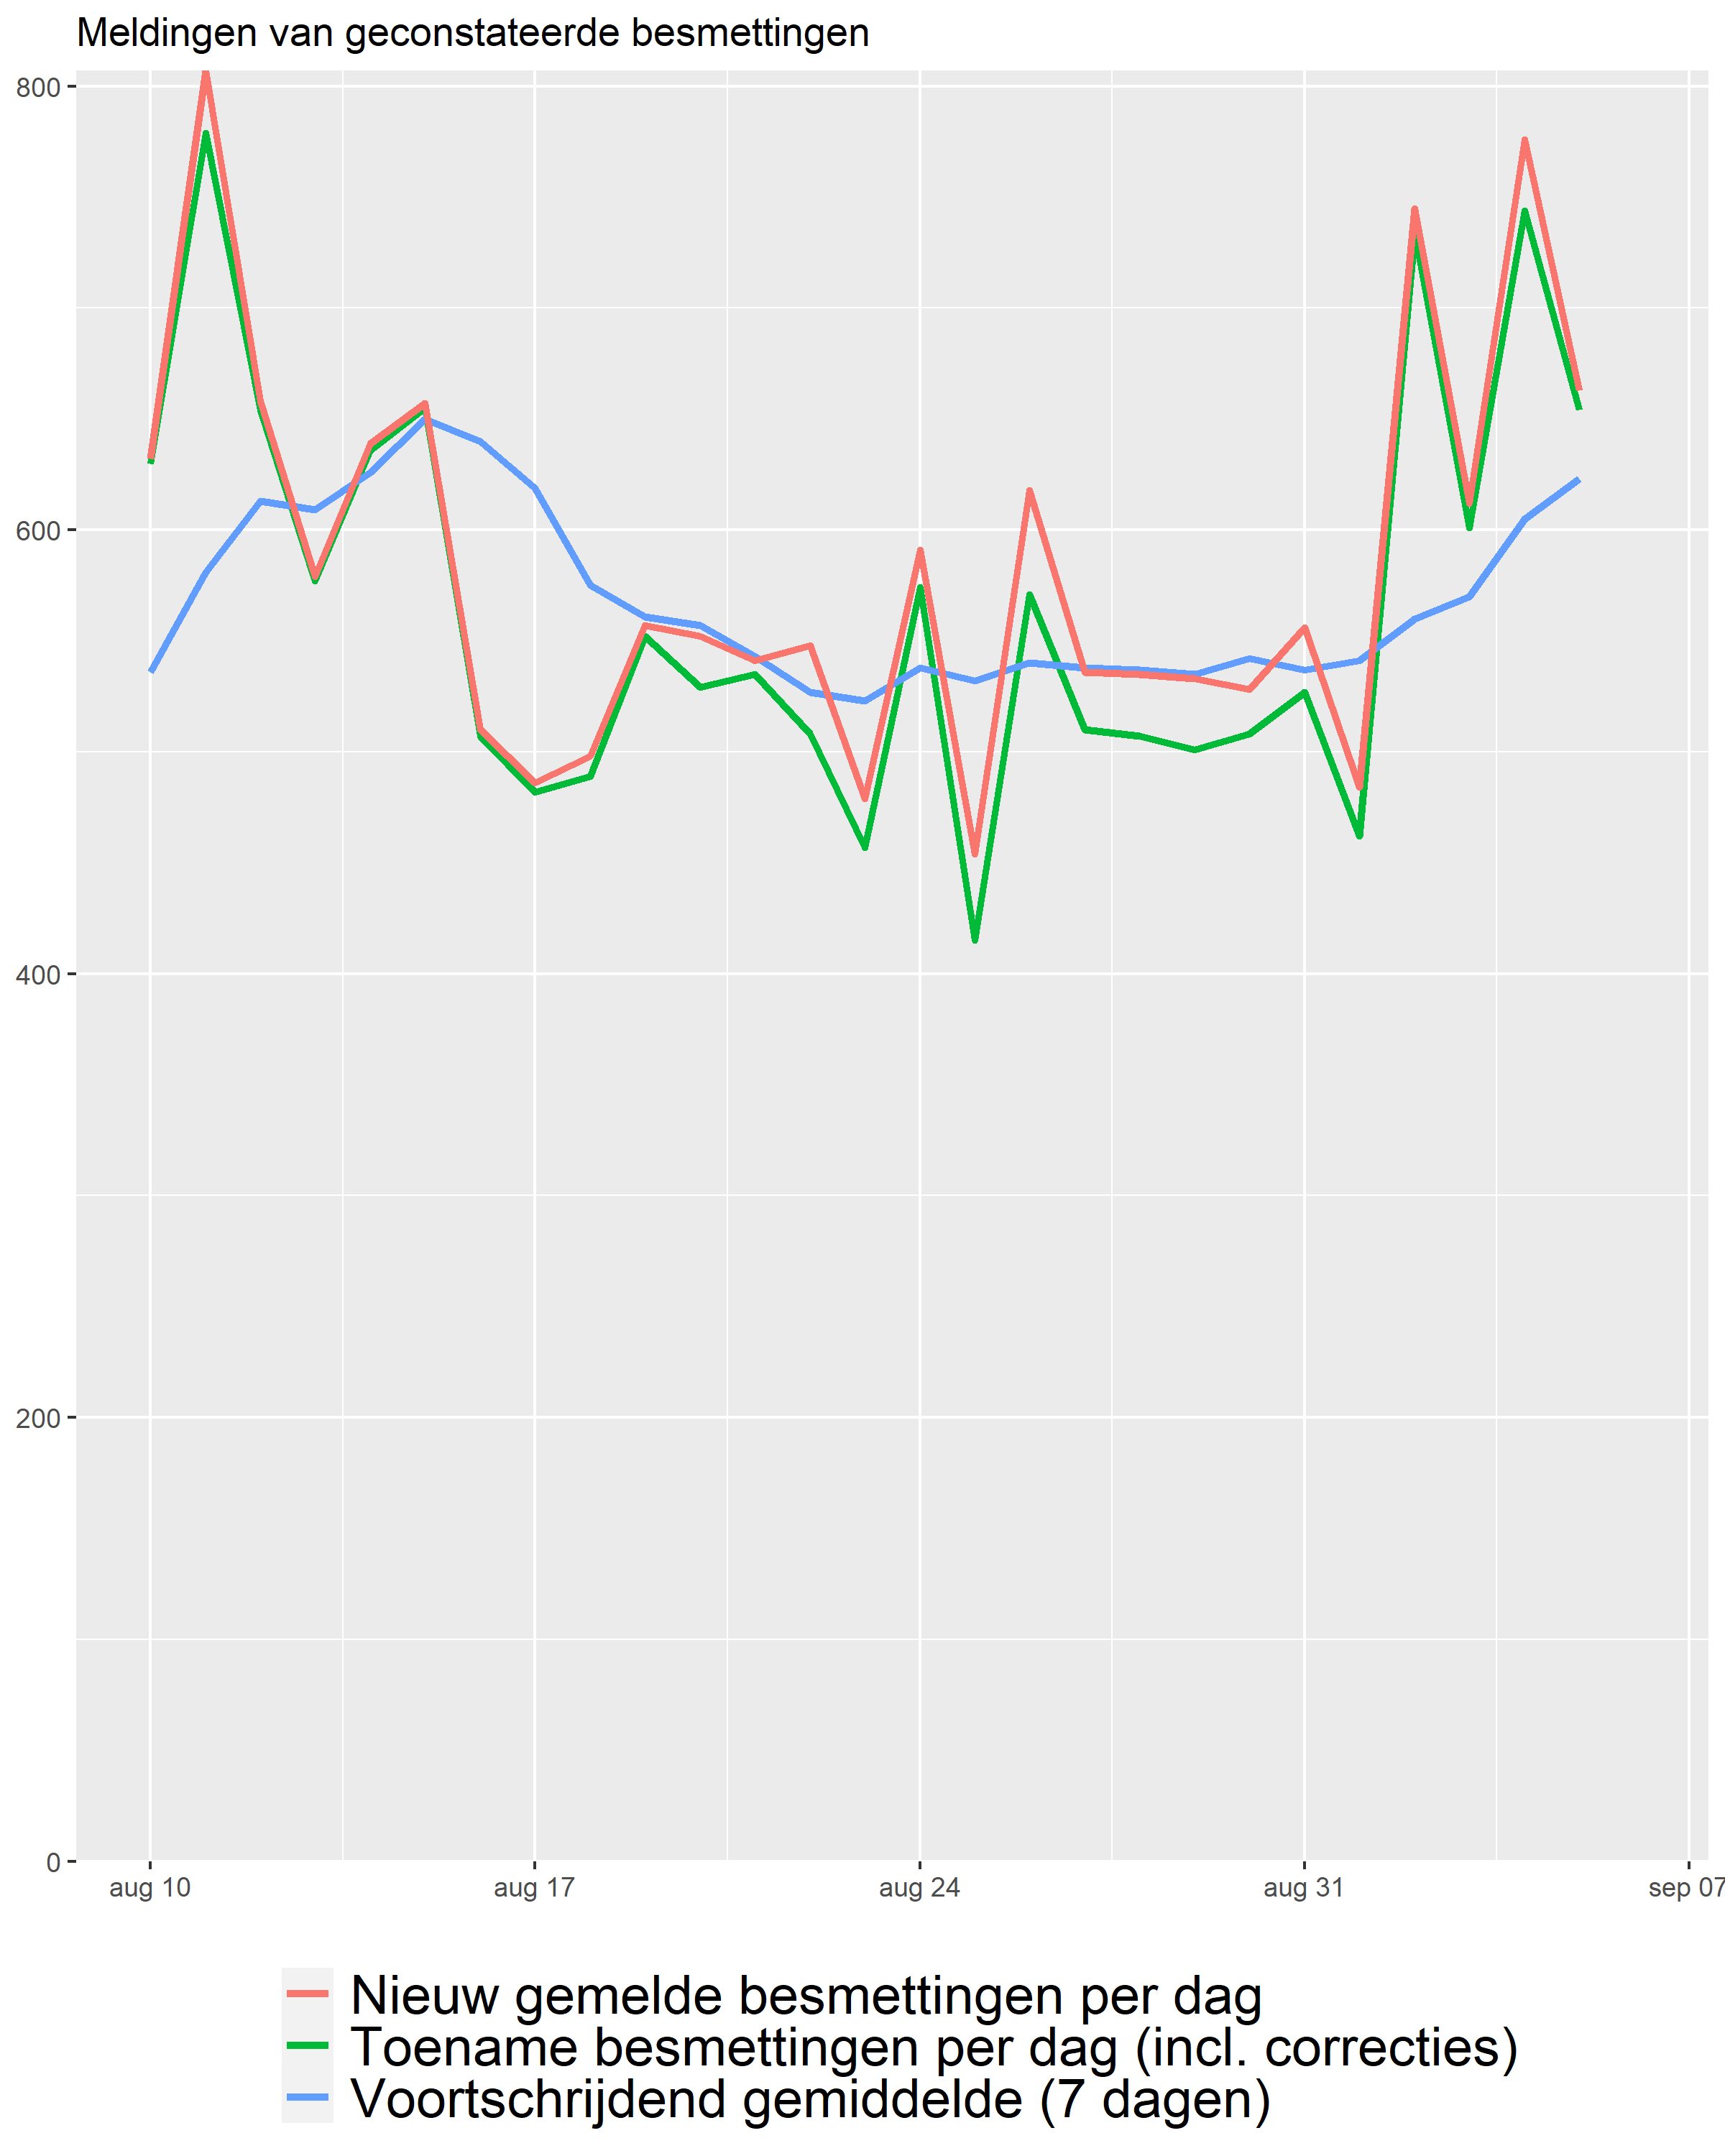 Meldingen van geconstateerde besmettingen
800
600
400
200
0
aug 10 aug 17 aug 24 aug 31 sep 07
Nieuw gemelde besmettingen per dag
Toename besmettingen per dag (incl. correcties)
Voortschrijdend gemiddelde (7 dagen)